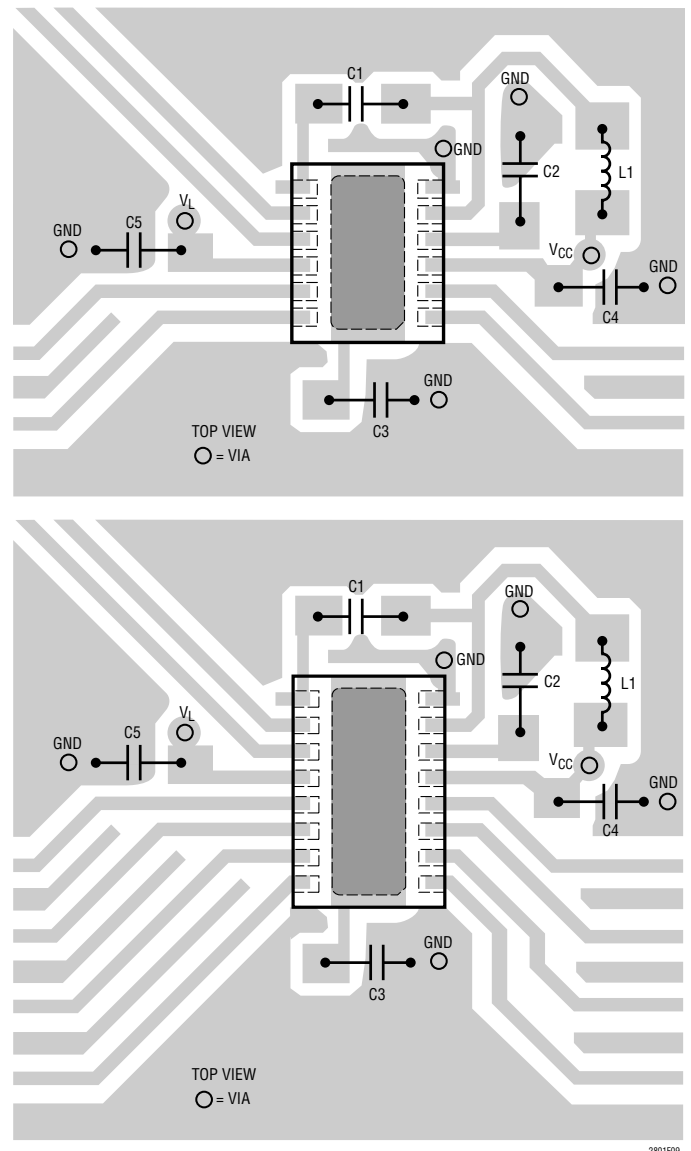 C1
GND
GND
C2
L1
VL
C5
GND
VCC
GND
C4
GND
C3
TOP VIEW
= VIA
C1
GND
GND
C2
L1
VL
C5
GND
VCC
GND
C4
GND
C3
TOP VIEW
= VIA
2801509